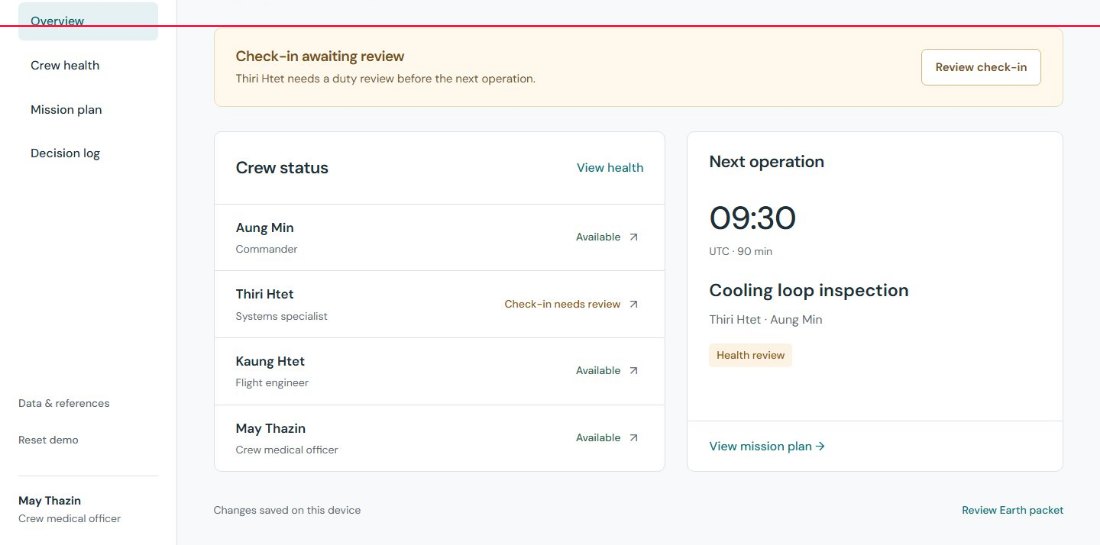 Overview
Crew health
Mission plan
Decision log
Data & references
Reset demo
May Thazin
Crew medical officer
Check-in awaiting review
Thiri Htet needs a duty review before the next operation.
Review check-in
Crew status
View health
Aung Min
Commander
Available
Thiri Htet
Systems specialist
Check-in needs review
Kaung Htet
Flight engineer
Available
May Thazin
Crew medical officer
Available
Next operation
09:30
UTC · 90 min
Cooling loop inspection
Thiri Htet · Aung Min
Health review
View mission plan →
Changes saved on this device
Review Earth packet